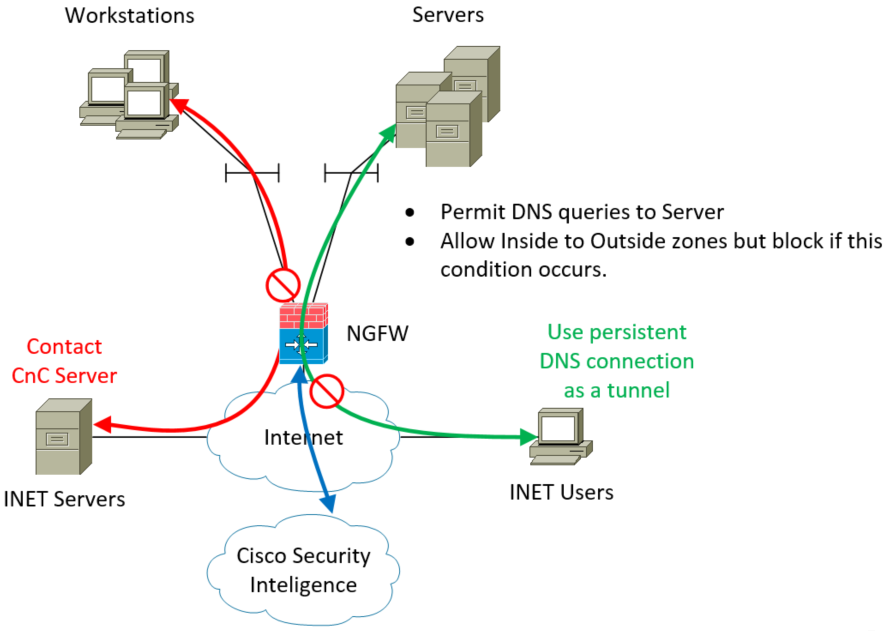 Workstations
Servers
• Permit DNS queries to Server
• Allow Inside to Outside zones but block if this
condition occurs.
NGFW
Contact
CnC Server
Use persistent
DNS connection
as a tunnel
Internet
INET Servers
INET Users
Cisco Security
Inteligence